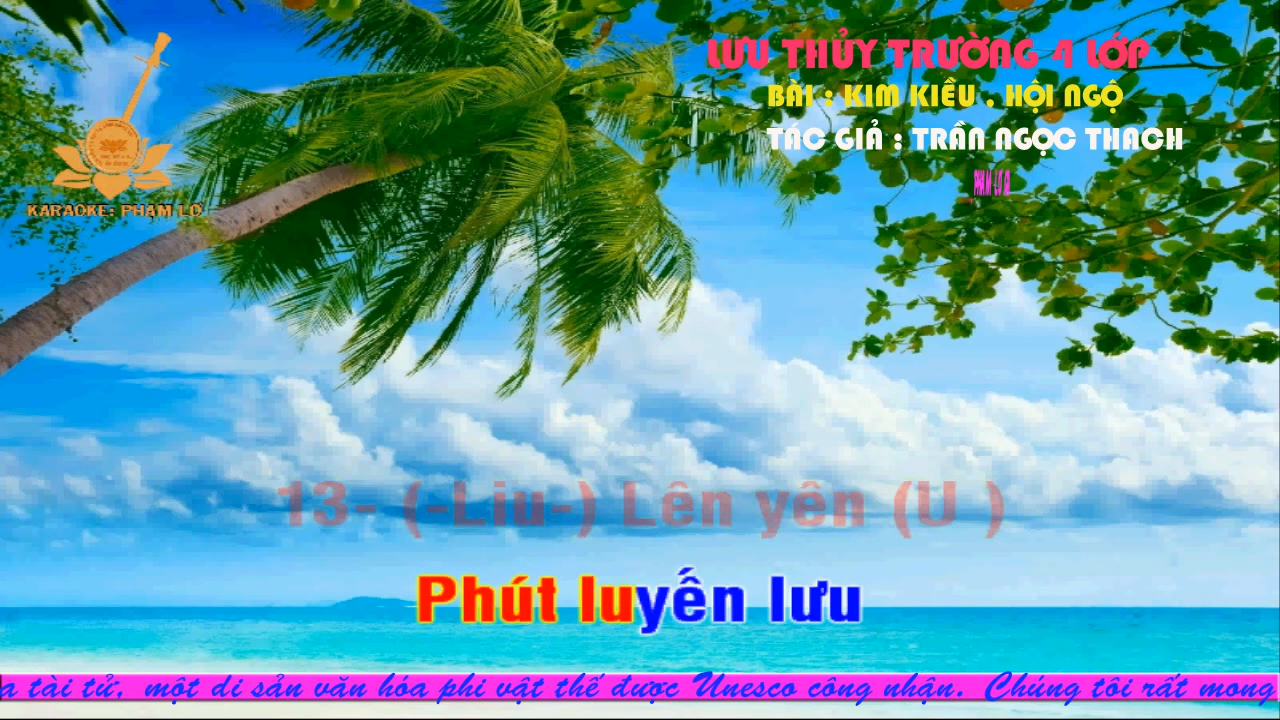 LƯU THỦY TRƯỜNG 4 LỚP
BÀI : KIM KIỀU . HỘI NGỘ
TÁC GIẢ : TRẦN NGỌC THẠCH
KARAOKE: PHẠM LƠ
13- (-Liu-) Lên yên (U )
Phút luyến lưu
a tài tử, một di sản văn hóa phi vật thể được Unesco công nhận. Chúng tôi rất mong